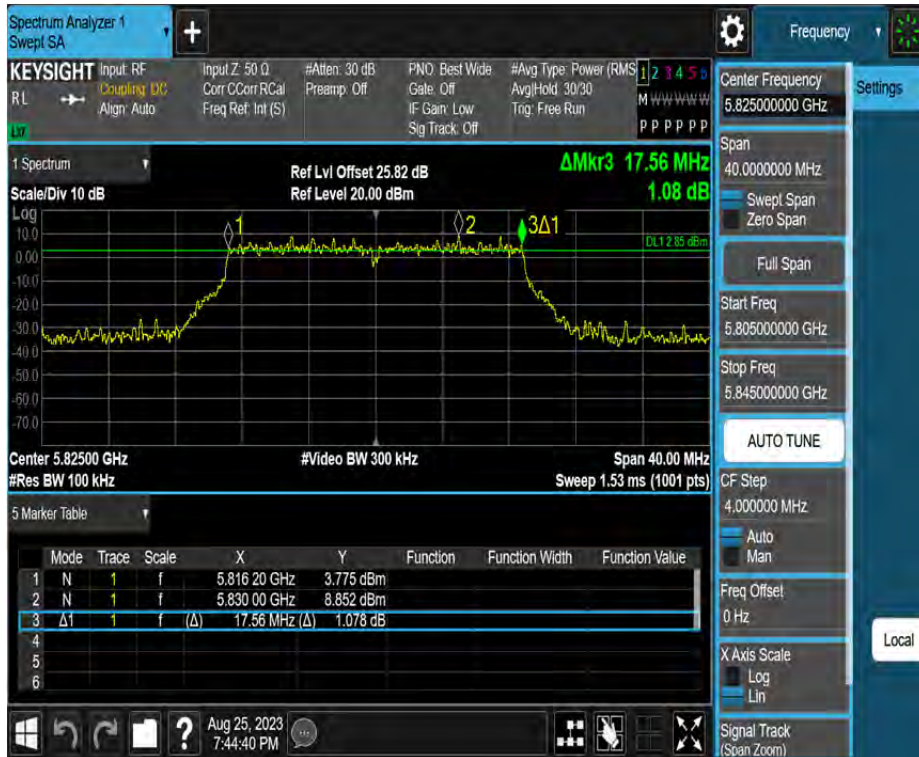 Spectrum Analyzer 1
Swept SA
+
Frequency
KEYSIGHT Input: RF Input Z: 50 Ω #Atten: 30 dB PNO: Best Wide #Avg Type: Power (RMS 1 2 3 4 5 6
RL Coupling: DC Corr CCorr RCal Preamp: Off Gate: Off Avg|Hold: 30/30 M W W W W W
Align: Auto Freq Ref: Int (S) IF Gain: Low Trig: Free Run
Sig Track: Off P P P P P P
Center Frequency
5.825000000 GHz
Settings
Span
40.0000000 MHz
Swept Span
Zero Span
Full Span
Start Freq
5.805000000 GHz
Stop Freq
5.845000000 GHz
AUTO TUNE
CF Step
4.000000 MHz
Auto
Man
Freq Offset
0 Hz
X Axis Scale
Log
Lin
Signal Track
(Span Zoom)
Local
1 Spectrum
Ref Lvl Offset 25.82 dB ΔMkr3 17.56 MHz
Scale/Div 10 dB Ref Level 20.00 dBm 1.08 dB
Log
1 2 3Δ1
10.0
DL1 2.85 dBm
0.00
-10.0
-20.0
-30.0
-40.0
-50.0
-60.0
-70.0
Center 5.82500 GHz #Video BW 300 kHz Span 40.00 MHz
#Res BW 100 kHz Sweep 1.53 ms (1001 pts)
5 Marker Table
Mode Trace Scale X Y Function Function Width Function Value
1 N 1 f 5.816 20 GHz 3.775 dBm
2 N 1 f 5.830 00 GHz 8.852 dBm
3 Δ1 1 f (Δ) 17.56 MHz (Δ) 1.078 dB
4
5
6
? Aug 25, 2023
7:44:40 PM